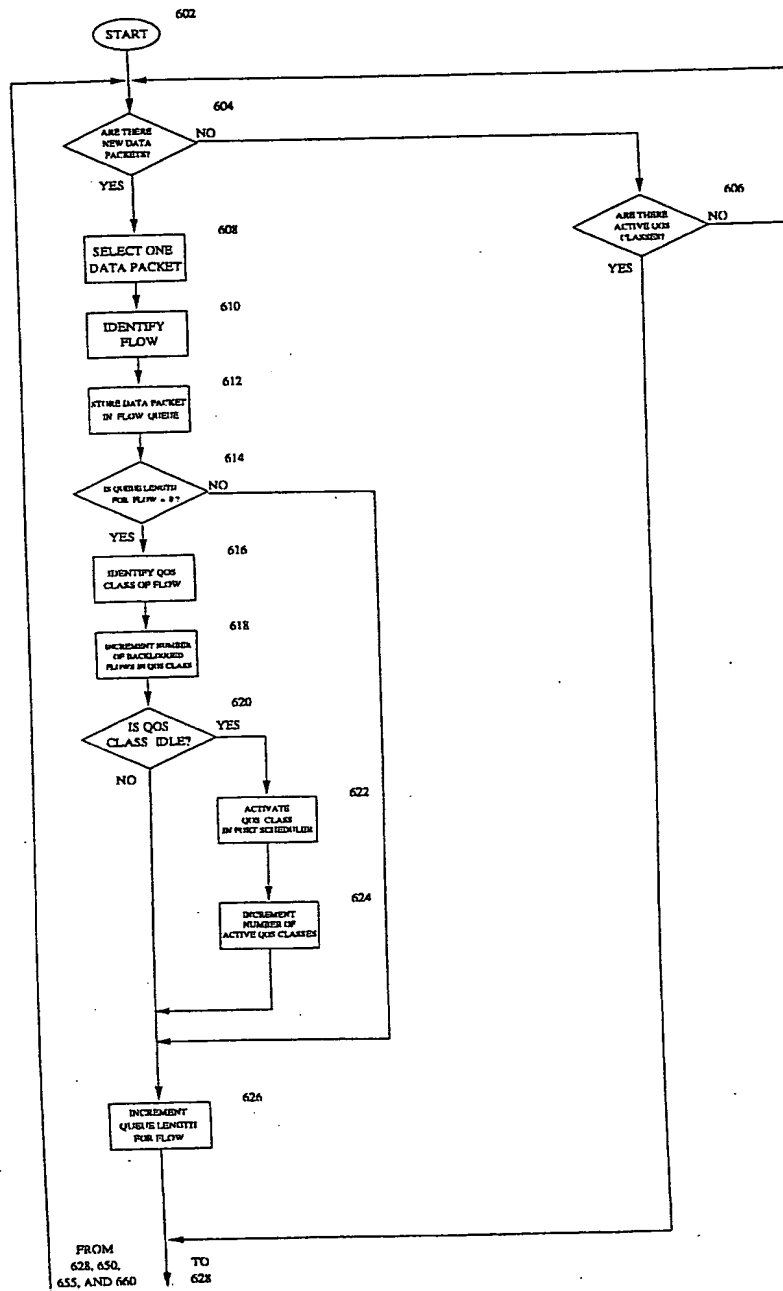 602
START
604
ARE THERE
NEW DATA
PACKETS?
NO
YES
606
ARE THERE
ACTIVE QOS
CLASSES?
NO
YES
608
SELECT ONE
DATA PACKET
610
IDENTIFY
FLOW
612
STORE DATA PACKET
IN FLOW QUEUE
614
IS QUEUE LENGTH
FOR FLOW = 0 ?
NO
YES
616
IDENTIFY QOS
CLASS OF FLOW
618
INCREMENT NUMBER
OF BACKLOGGED
FLOWS IN QOS CLASS
620
IS QOS
CLASS IDLE?
YES
NO
622
ACTIVATE
QOS CLASS
IN PORT SCHEDULER
624
INCREMENT
NUMBER OF
ACTIVE QOS CLASSES
626
INCREMENT
QUEUE LENGTH
FOR FLOW
FROM
628, 650,
655, AND 660
TO
628